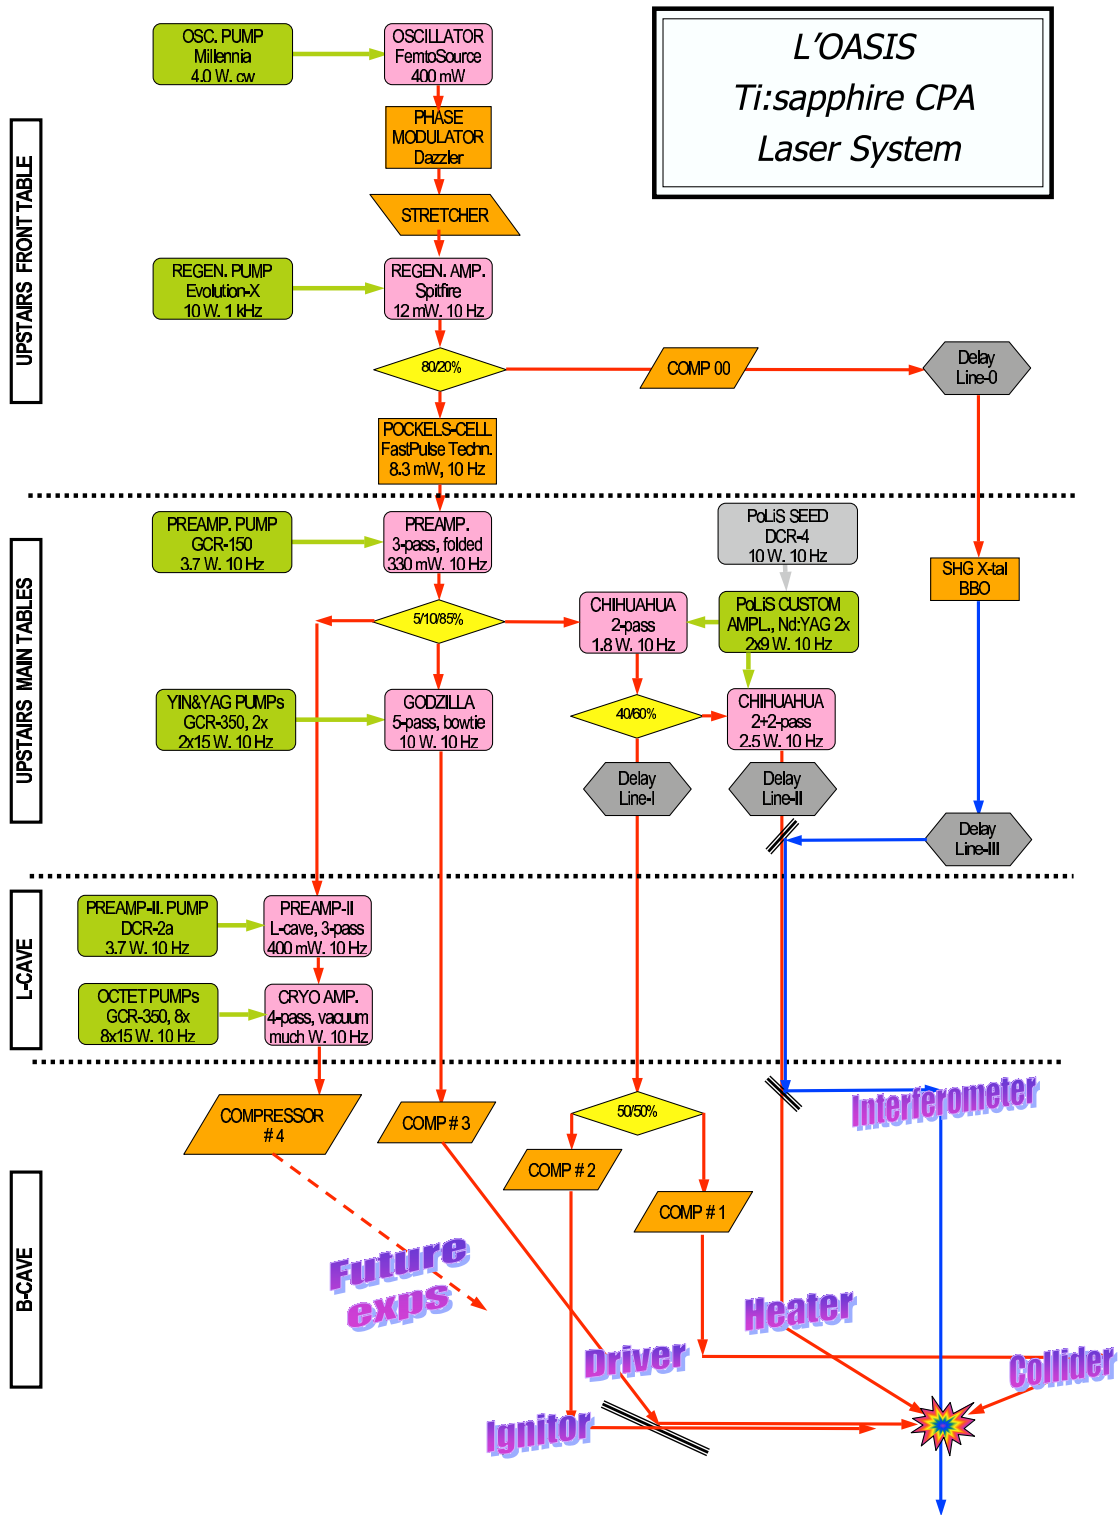 L'OASIS
Ti:sapphire CPA
Laser System
UPSTAIRS FRONT TABLE
OSC. PUMP
Millennia
4.0 W. cw
OSCILLATOR
FemtoSource
400 mW
PHASE
MODULATOR
Dazzler
STRETCHER
REGEN. PUMP
Evolution-X
10 W. 1 kHz
REGEN. AMP.
Spitfire
12 mW. 10 Hz
80/20%
COMP 00
Delay
Line-0
POCKELS-CELL
FastPulse Techn.
8.3 mW, 10 Hz
UPSTAIRS MAIN TABLES
PREAMP. PUMP
GCR-150
3.7 W. 10 Hz
PREAMP.
3-pass, folded
330 mW. 10 Hz
PoLiS SEED
DCR-4
10 W. 10 Hz
SHG X-tal
BBO
5/10/85%
CHIHUAHUA
2-pass
1.8 W. 10 Hz
PoLiS CUSTOM
AMPL., Nd:YAG 2x
2x9 W. 10 Hz
YIN&YAG PUMPs
GCR-350, 2x
2x15 W. 10 Hz
GODZILLA
5-pass, bowtie
10 W. 10 Hz
40/60%
CHIHUAHUA
2+2-pass
2.5 W. 10 Hz
Delay
Line-I
Delay
Line-II
Delay
Line-III
L-CAVE
PREAMP-II. PUMP
DCR-2a
3.7 W. 10 Hz
PREAMP-II
L-cave, 3-pass
400 mW. 10 Hz
OCTET PUMPs
GCR-350, 8x
8x15 W. 10 Hz
CRYO AMP.
4-pass, vacuum
much W. 10 Hz
B-CAVE
COMPRESSOR
# 4
COMP # 3
50/50%
Interferometer
COMP # 2
COMP # 1
Future
exps
Heater
Driver
Collider
Ignitor